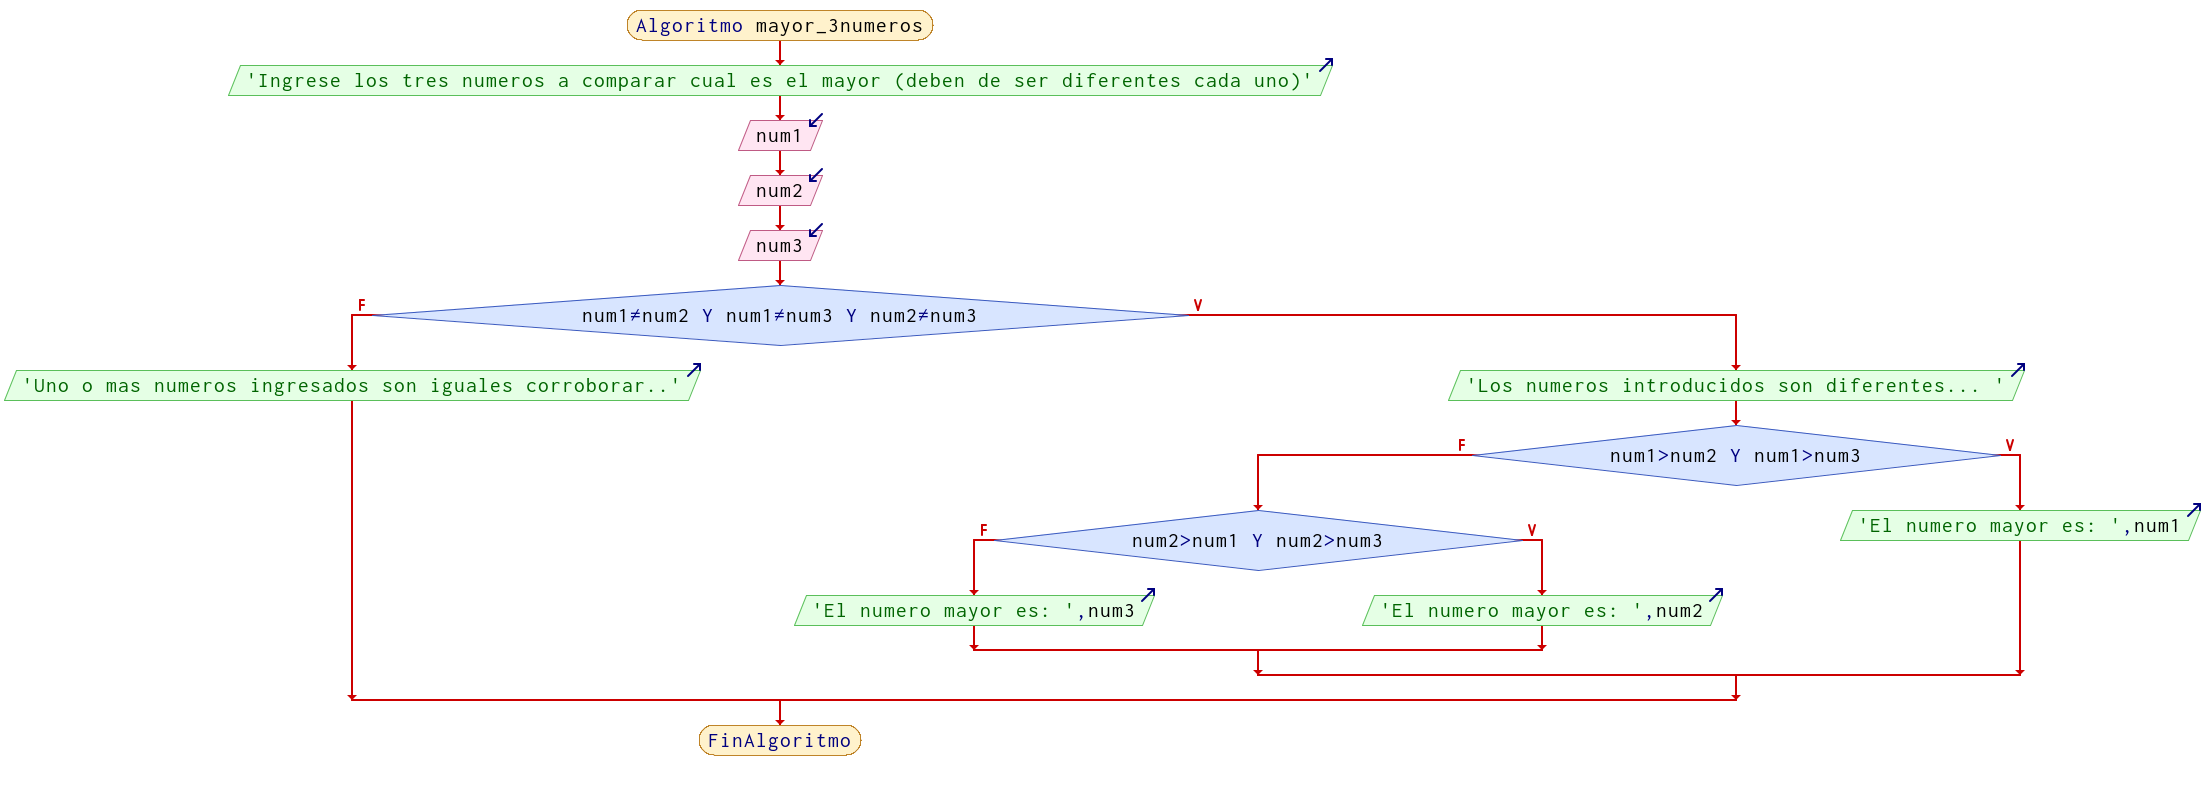 Algoritmo mayor_3numeros
'Ingrese los tres numeros a comparar cual es el mayor (deben de ser diferentes cada uno)'
num1
num2
num3
F
V
num1≠num2 Y num1≠num3 Y num2≠num3
'Uno o mas numeros ingresados son iguales corroborar..'
'Los numeros introducidos son diferentes... '
F
V
num1>num2 Y num1>num3
'El numero mayor es: ',num1
F
V
num2>num1 Y num2>num3
'El numero mayor es: ',num3
'El numero mayor es: ',num2
FinAlgoritmo